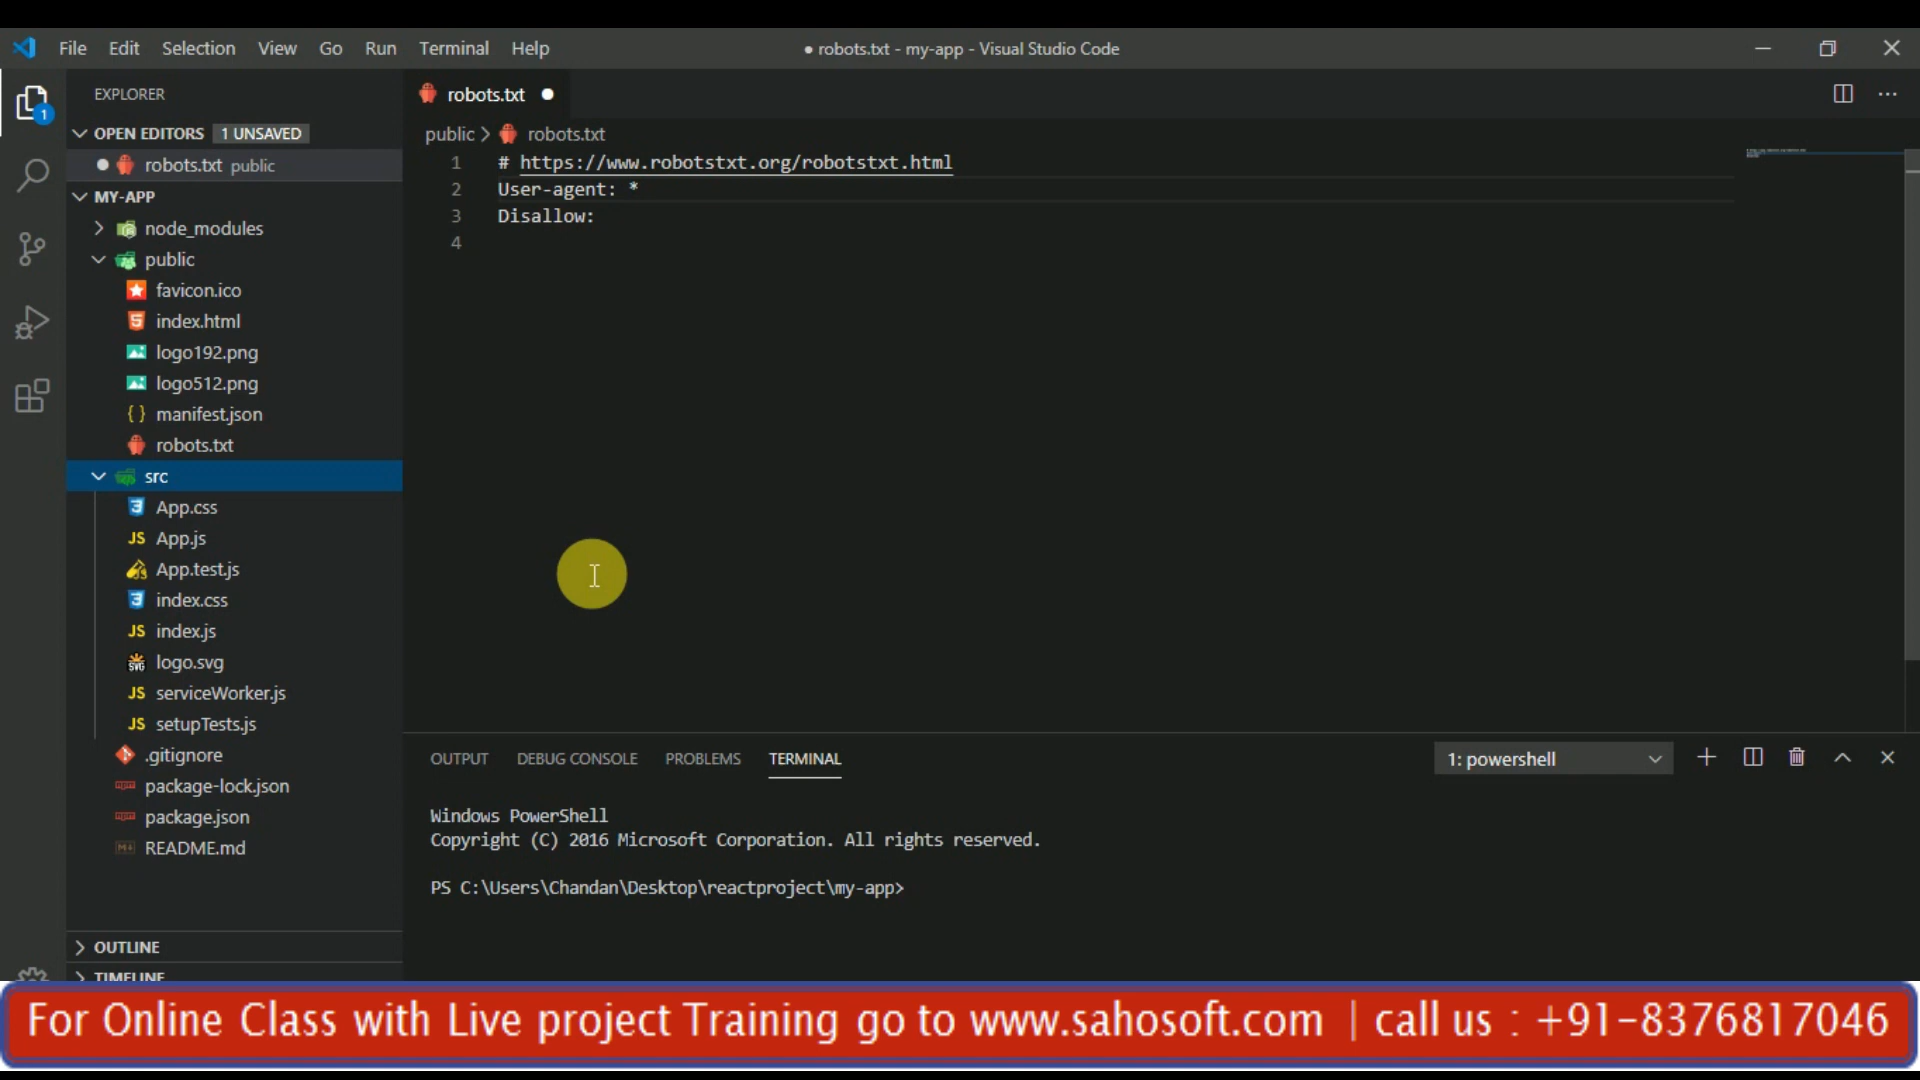 File Edit Selection View Go Run Terminal Help
● robots.txt - my-app - Visual Studio Code
EXPLORER
OPEN EDITORS 1 UNSAVED
robots.txt public
MY-APP
node_modules
public
favicon.ico
index.html
logo192.png
logo512.png
manifest.json
robots.txt
src
App.css
App.js
App.test.js
index.css
index.js
logo.svg
serviceWorker.js
setupTests.js
.gitignore
package-lock.json
package.json
README.md
OUTLINE
TIMELINE
1
robots.txt
public > robots.txt
1 # https://www.robotstxt.org/robotstxt.html
2 User-agent: *
3 Disallow:
4
OUTPUT DEBUG CONSOLE PROBLEMS TERMINAL
1: powershell
Windows PowerShell
Copyright (C) 2016 Microsoft Corporation. All rights reserved.
PS C:\Users\Chandan\Desktop\reactproject\my-app>
For Online Class with Live project Training go to www.sahosoft.com | call us : +91-8376817046